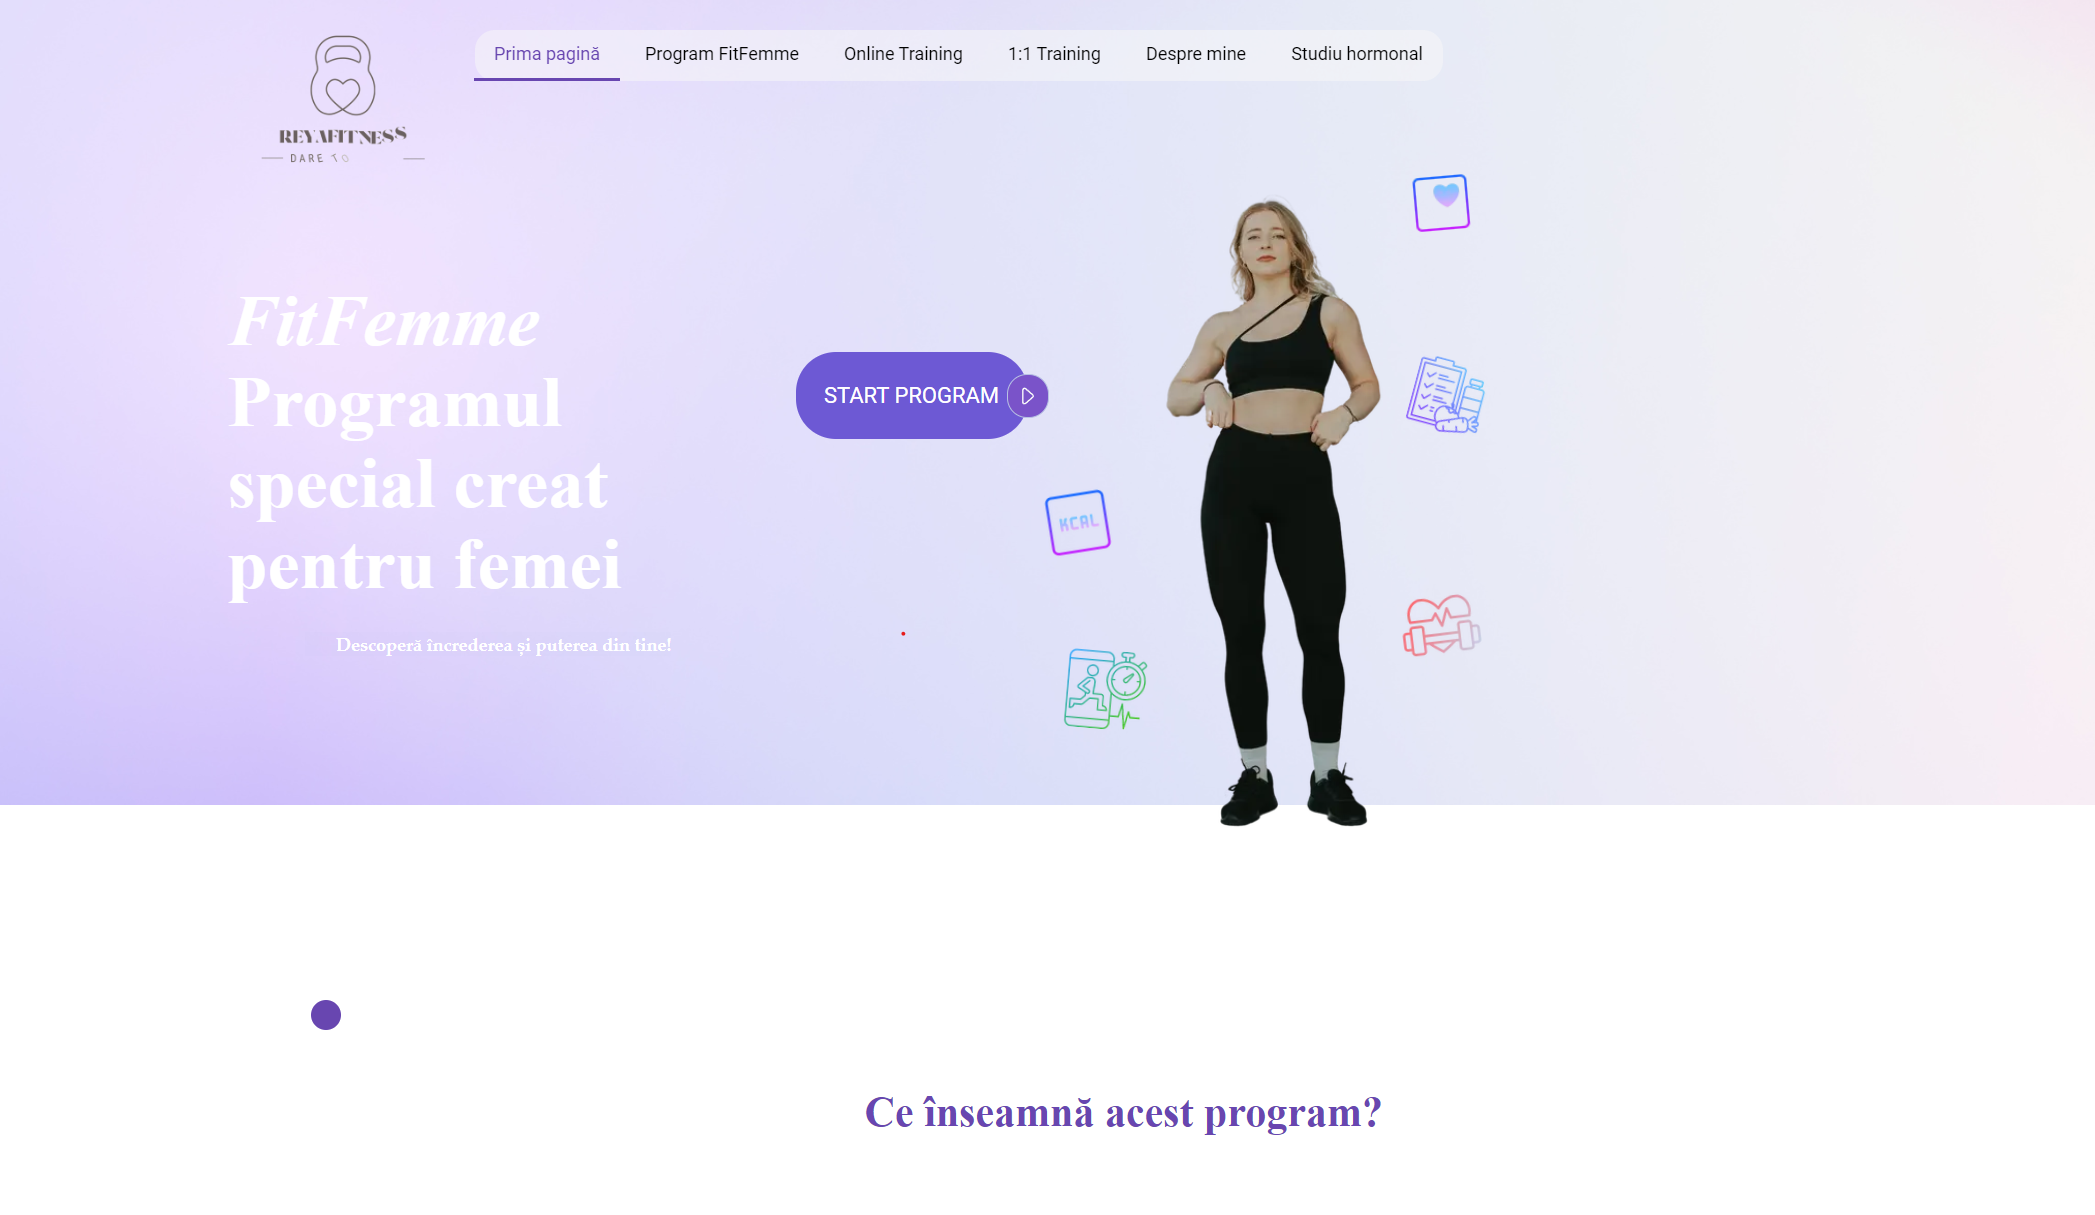 Prima pagină Program FitFemme Online Training 1:1 Training Despre mine Studiu hormonal
REYAFITNESS
DARE TO
FitFemme
Programul
special creat
pentru femei
START PROGRAM
KCAL
Descoperă încrederea și puterea din tine!
Ce înseamnă acest program?